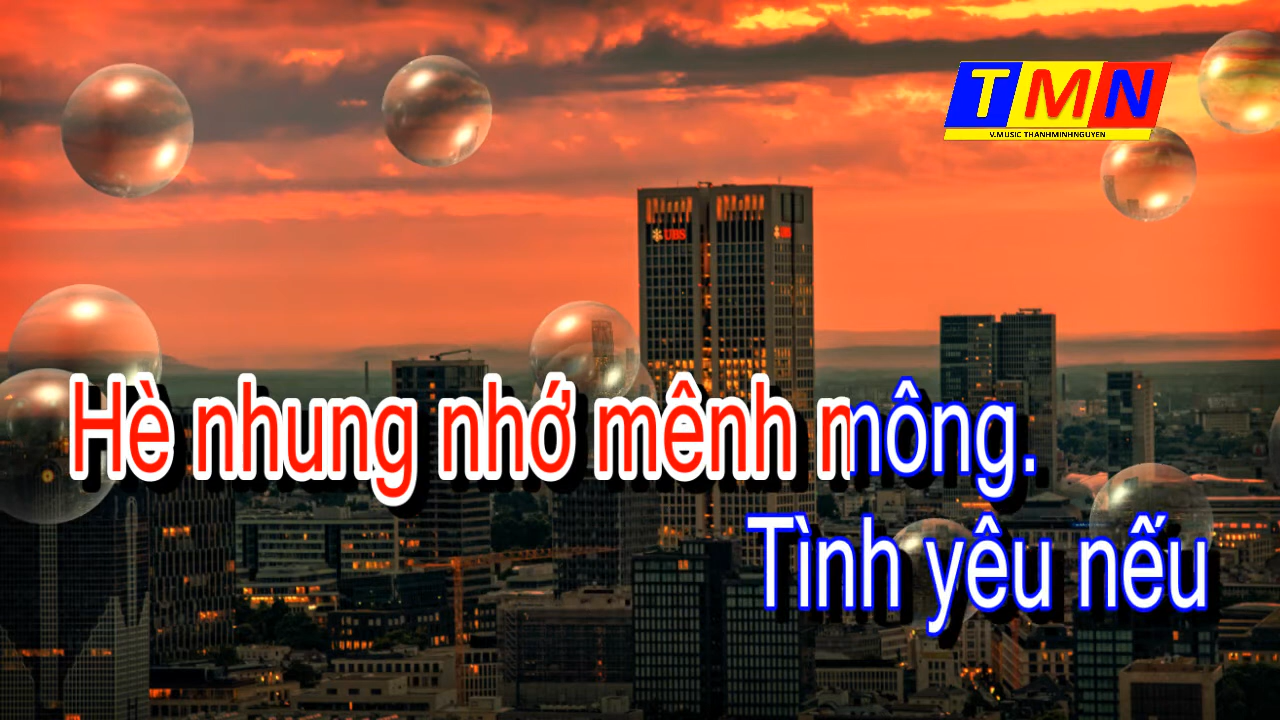 TMN
V.MUSIC THANHMINHNGUYEN
UBS
Hè nhung nhớ mênh mông.
Tình yêu nếu